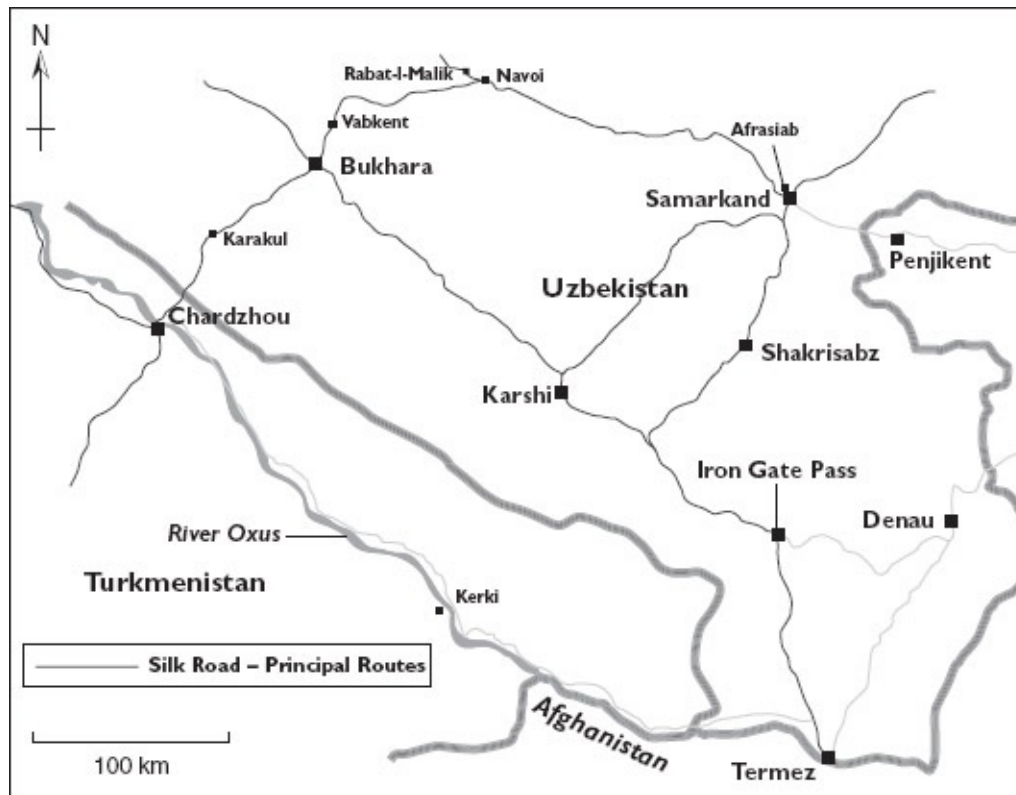 N
Rabat-I-Malik
Navoi
Vabkent
Afrasiab
Bukhara
Samarkand
Karakul
Penjikent
Uzbekistan
Chardzhou
Shakrisabz
Karshi
Iron Gate Pass
Denau
River Oxus
Turkmenistan
Kerki
Silk Road – Principal Routes
Afghanistan
100 km
Termez